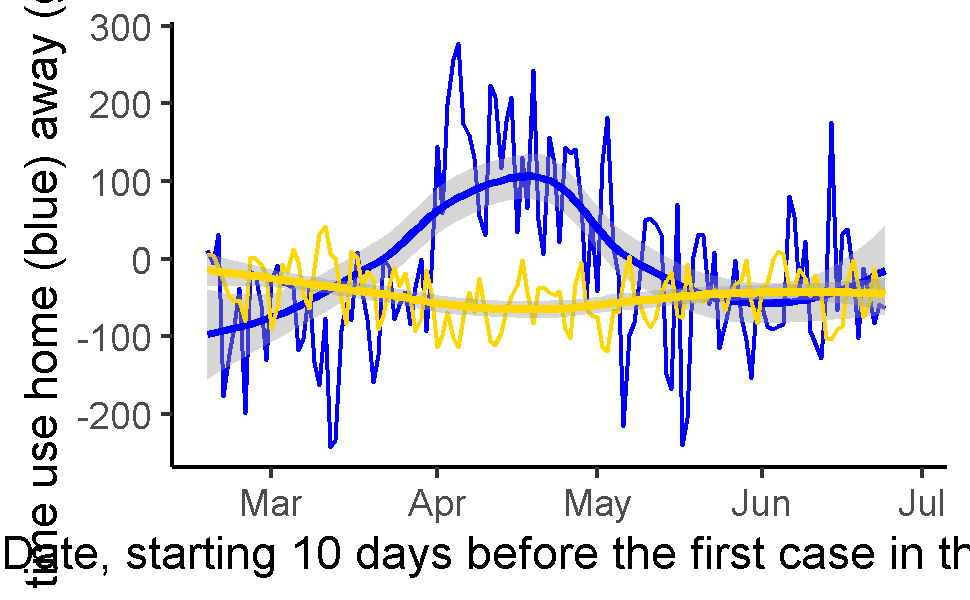 300
200
100
0
-100
-200
time use home (blue) away (
Mar Apr May Jun Jul
Date, starting 10 days before the first case in th